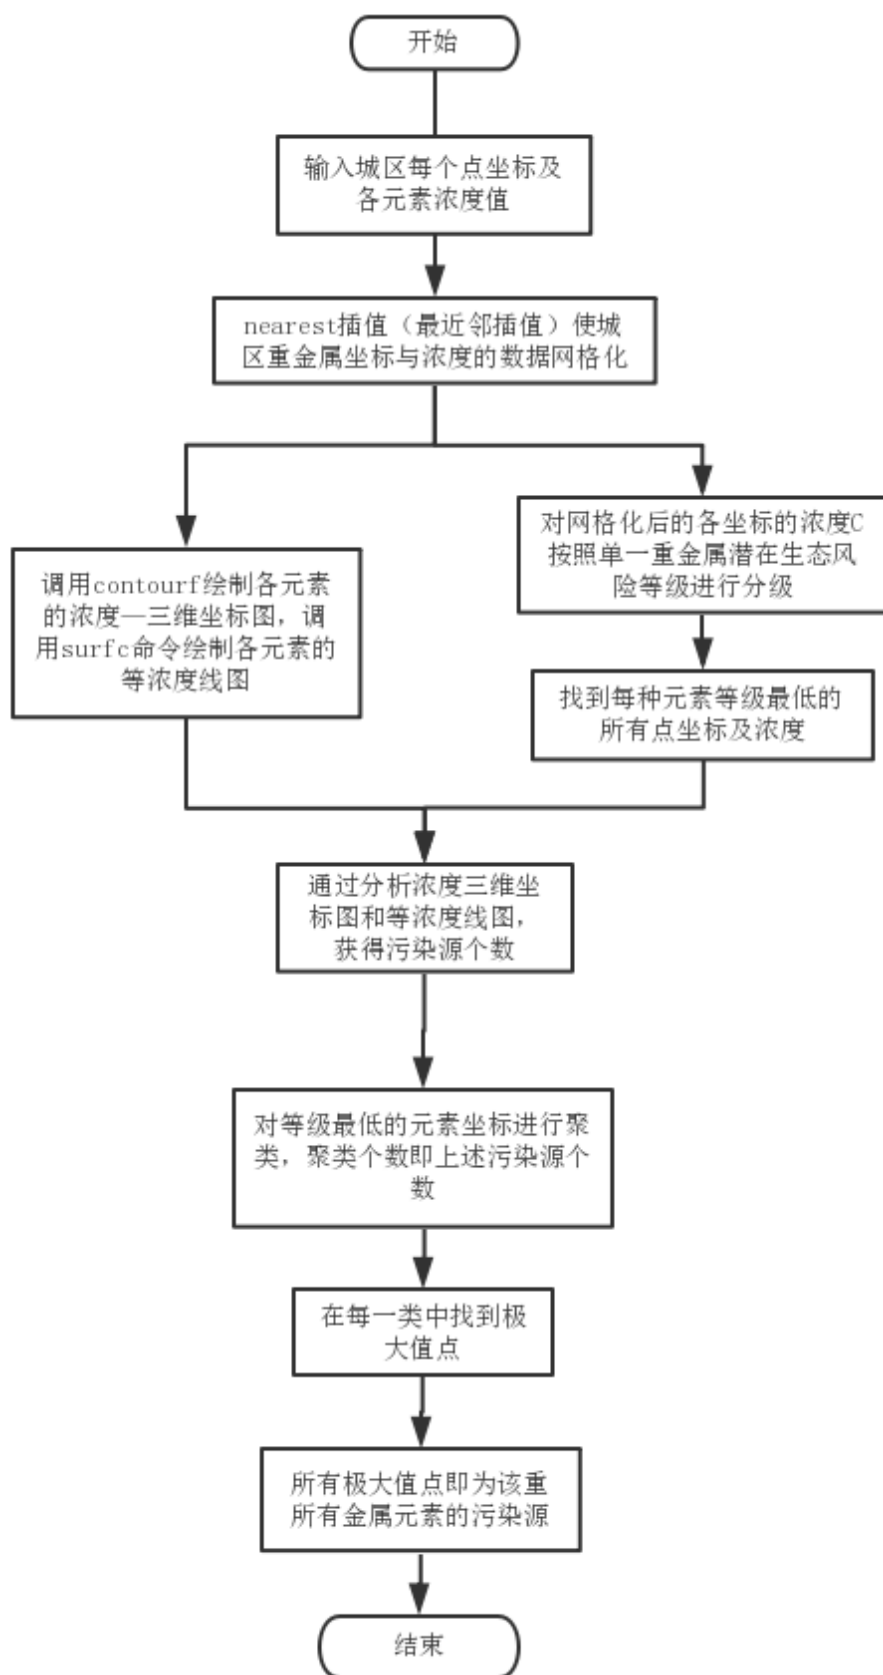 开始
输入城区每个点坐标及
各元素浓度值
nearest插值（最近邻插值）使城
区重金属坐标与浓度的数据网格化
对网格化后的各坐标的浓度C
按照单一重金属潜在生态风
险等级进行分级
调用contourf绘制各元素
的浓度—三维坐标图，调
用surfc命令绘制各元素的
等浓度线图
找到每种元素等级最低的
所有点坐标及浓度
通过分析浓度三维坐
标图和等浓度线图，
获得污染源个数
对等级最低的元素坐标进行聚
类，聚类个数即上述污染源个
数
在每一类中找到极
大值点
所有极大值点即为该重
所有金属元素的污染源
结束